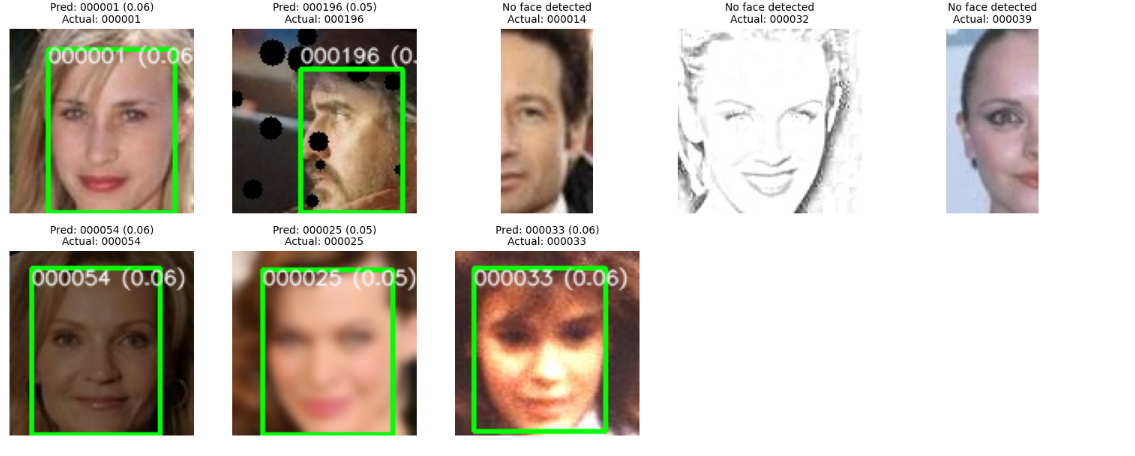 Pred: 000001 (0.06)
Actual: 000001
Pred: 000196 (0.05)
Actual: 000196
No face detected
Actual: 000014
No face detected
Actual: 000032
No face detected
Actual: 000039
000001 (0.06
000196 (0.
Pred: 000054 (0.06)
Actual: 000054
Pred: 000025 (0.05)
Actual: 000025
Pred: 000033 (0.06)
Actual: 000033
000054 (0.06)
000025 (0.05)
000033 (0.06)